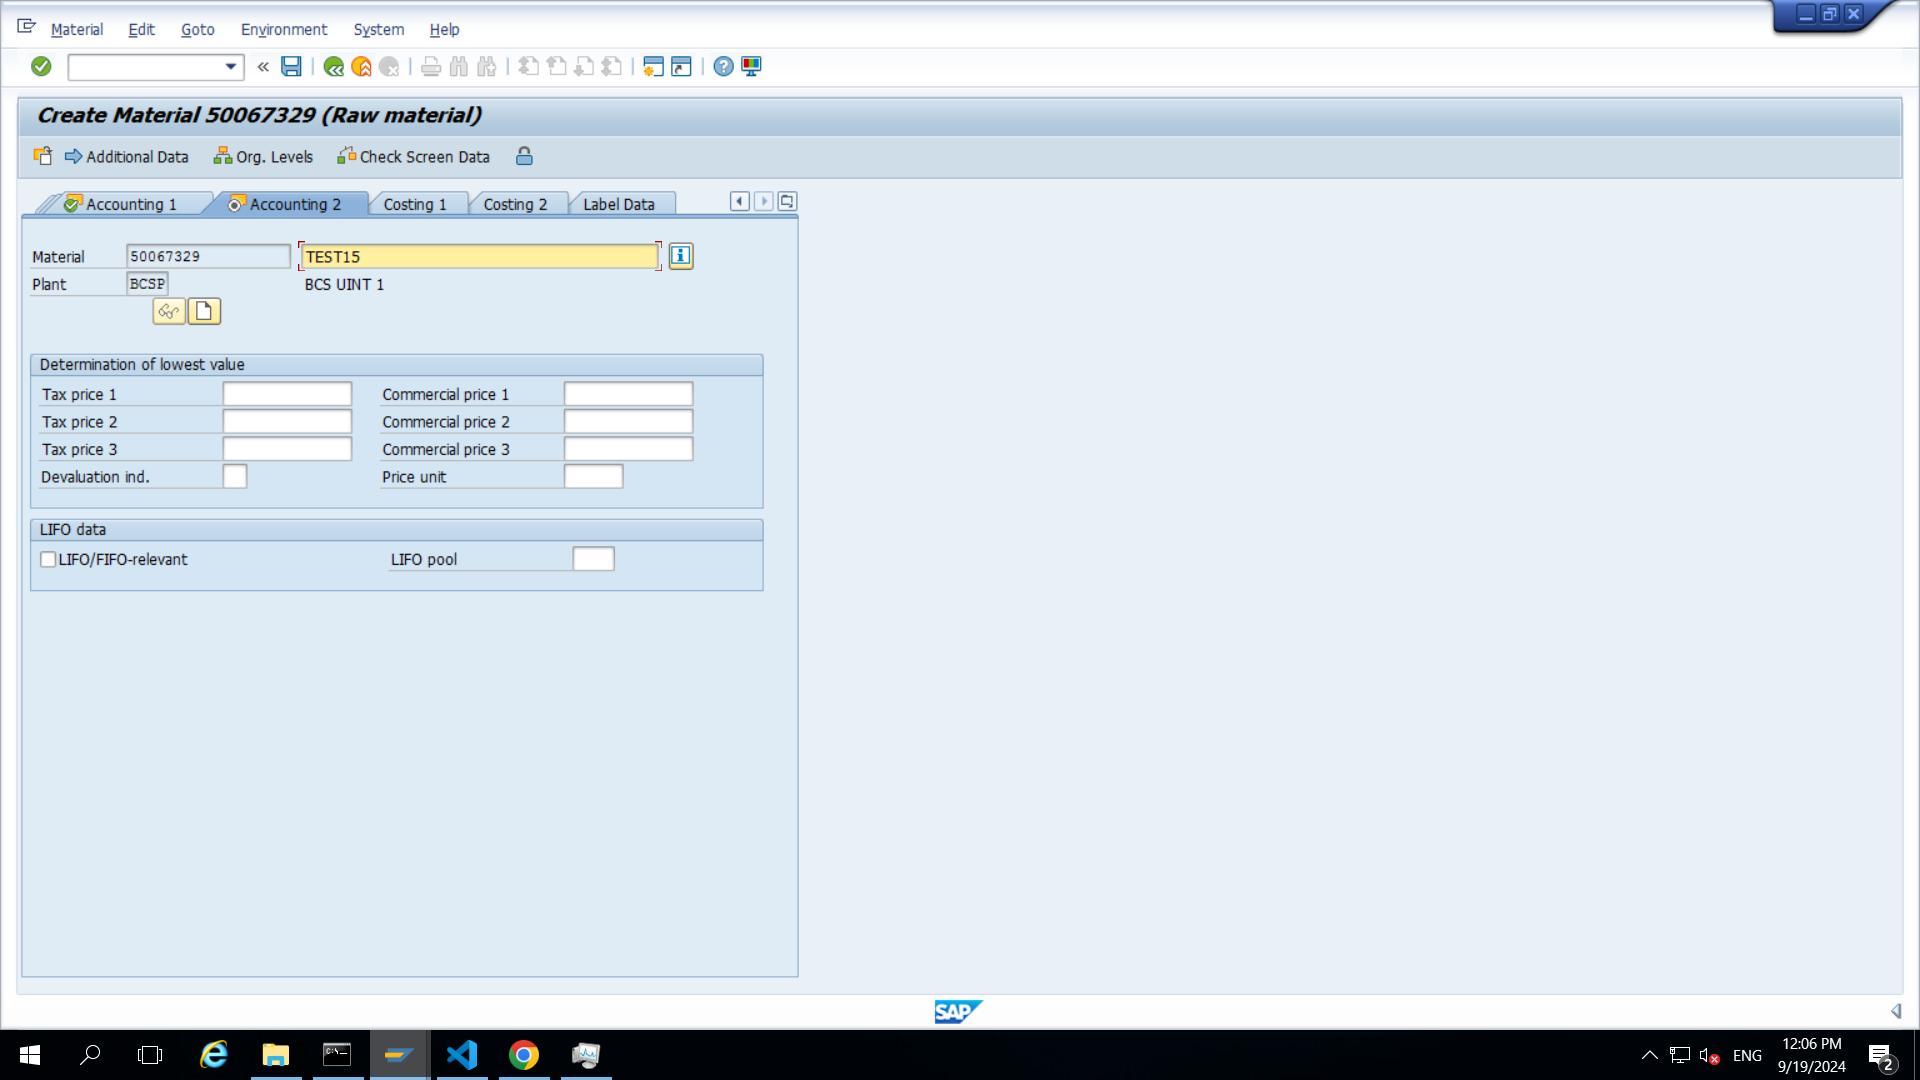 Material Edit Goto Environment System Help
Create Material 50067329 (Raw material)
Additional Data Org. Levels Check Screen Data
Accounting 1 Accounting 2 Costing 1 Costing 2 Label Data
Material 50067329 TEST15
Plant BCSP BCS UINT 1
Determination of lowest value
Tax price 1 Commercial price 1
Tax price 2 Commercial price 2
Tax price 3 Commercial price 3
Devaluation ind. Price unit
LIFO data
LIFO/FIFO-relevant LIFO pool
SAP
ENG
12:06 PM
9/19/2024
2